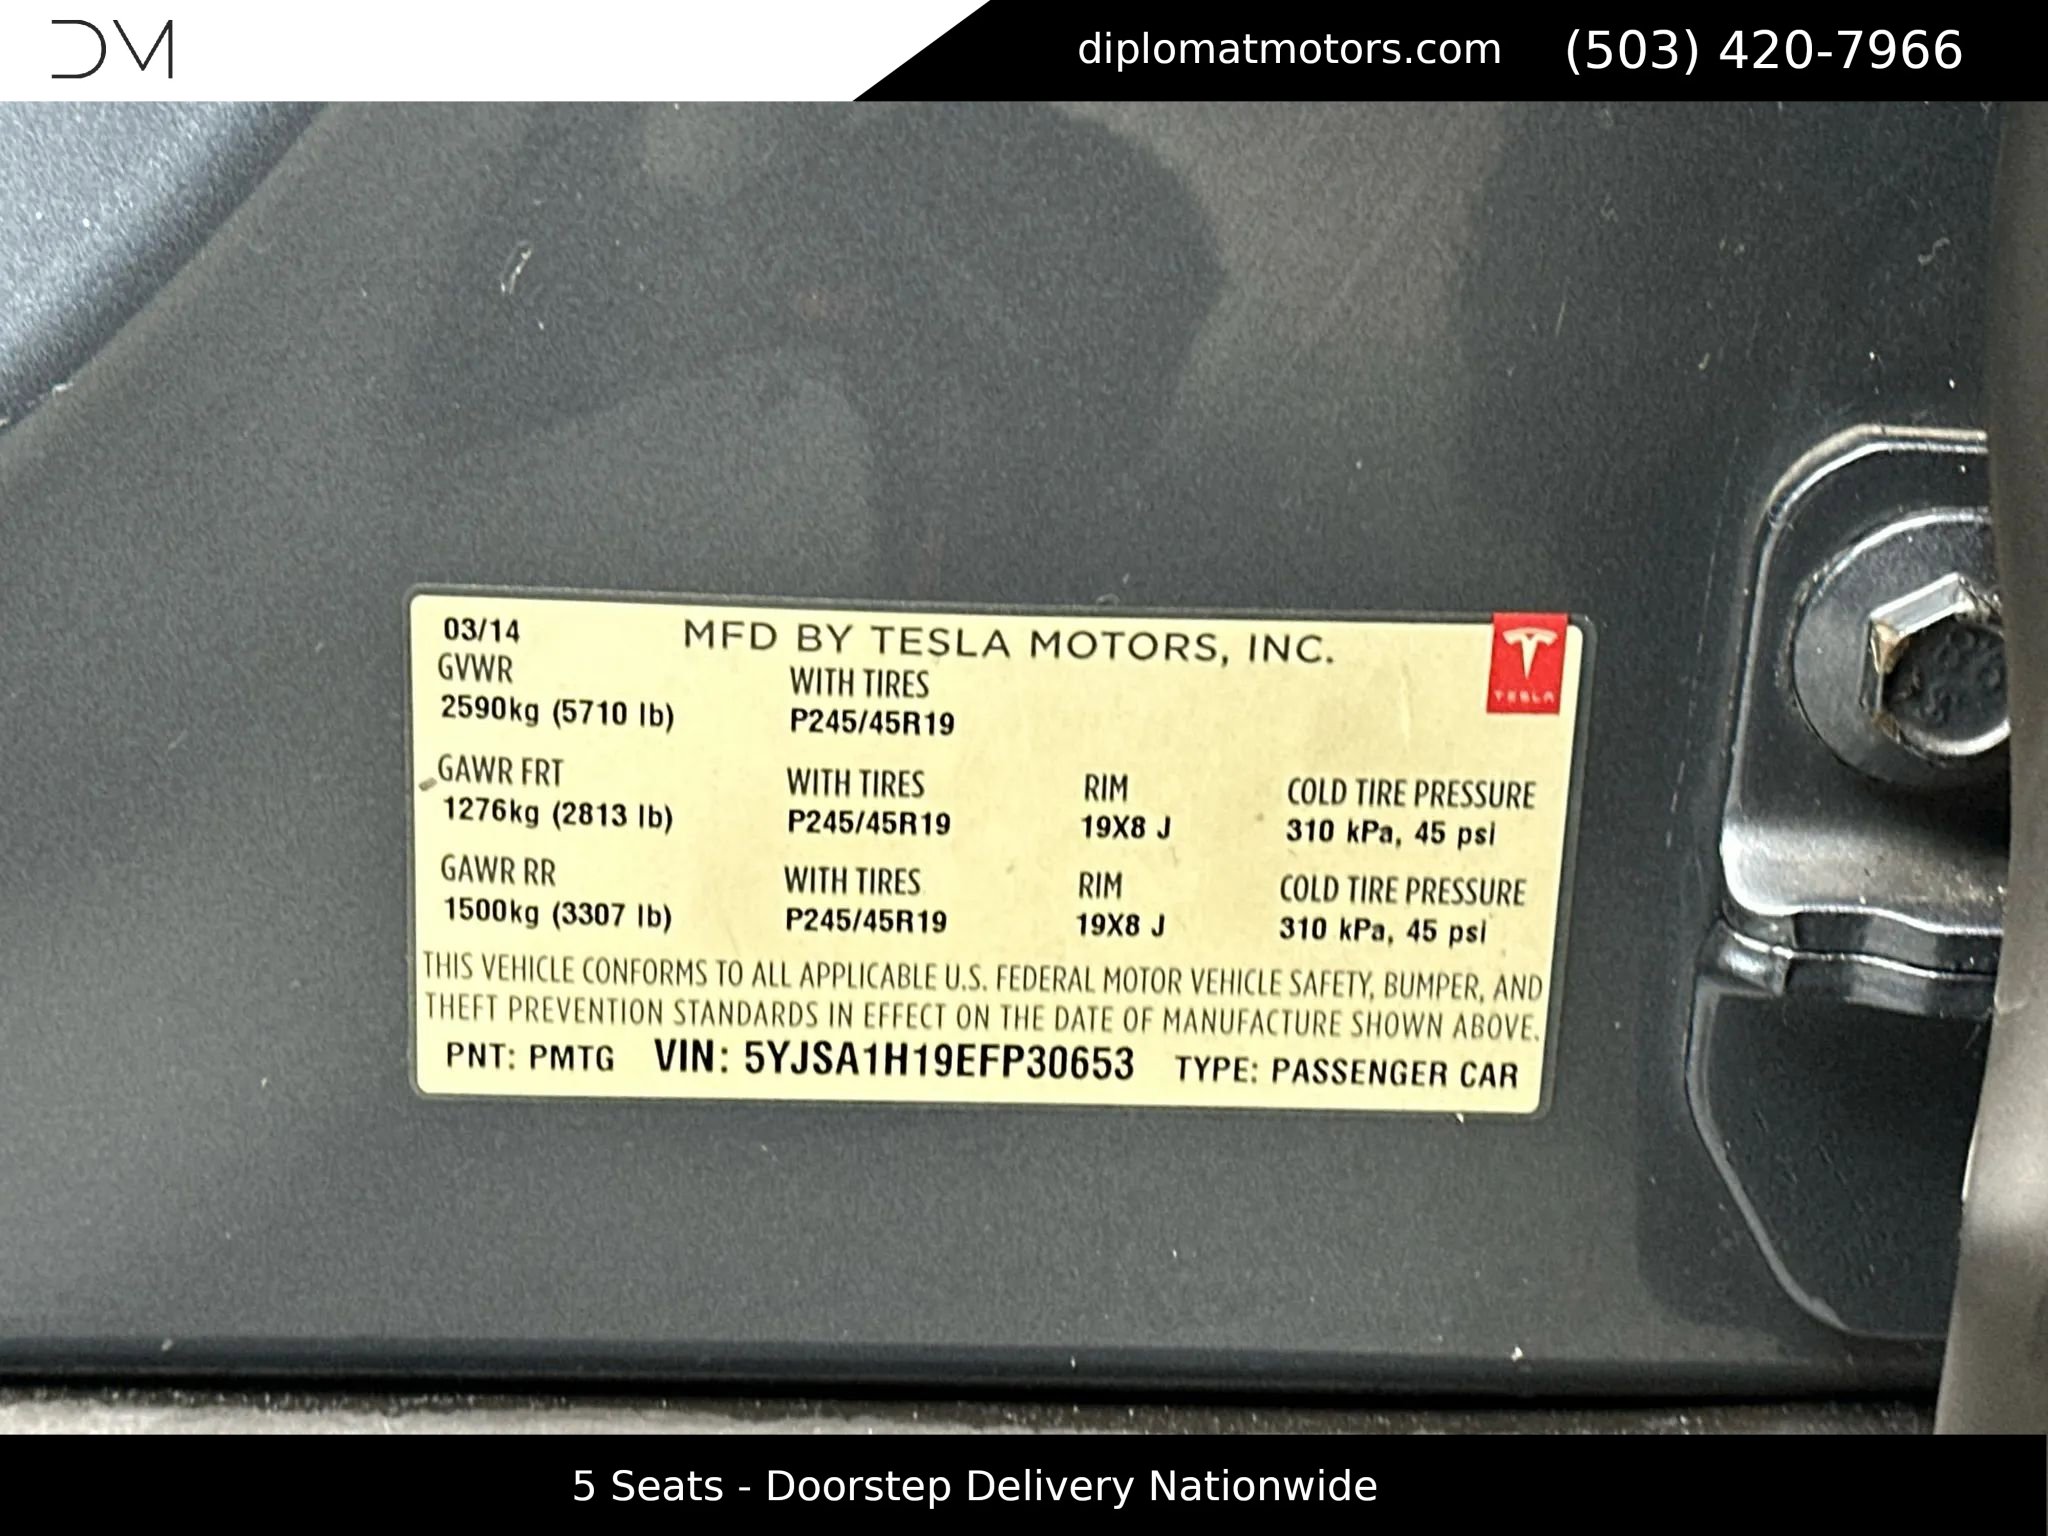 DM
diplomatmotors.com (503) 420-7966
03/14 MFD BY TESLA MOTORS, INC.
TESLA
GVWR WITH TIRES
2590kg (5710 lb) P245/45R19
GAWR FRT WITH TIRES RIM COLD TIRE PRESSURE
1276kg (2813 lb) P245/45R19 19X8 J 310 kPa, 45 psi
GAWR RR WITH TIRES RIM COLD TIRE PRESSURE
1500kg (3307 lb) P245/45R19 19X8 J 310 kPa, 45 psi
THIS VEHICLE CONFORMS TO ALL APPLICABLE U.S. FEDERAL MOTOR VEHICLE SAFETY, BUMPER, AND
THEFT PREVENTION STANDARDS IN EFFECT ON THE DATE OF MANUFACTURE SHOWN ABOVE.
PNT: PMTG VIN: 5YJSA1H19EFP30653 TYPE: PASSENGER CAR
5 Seats - Doorstep Delivery Nationwide